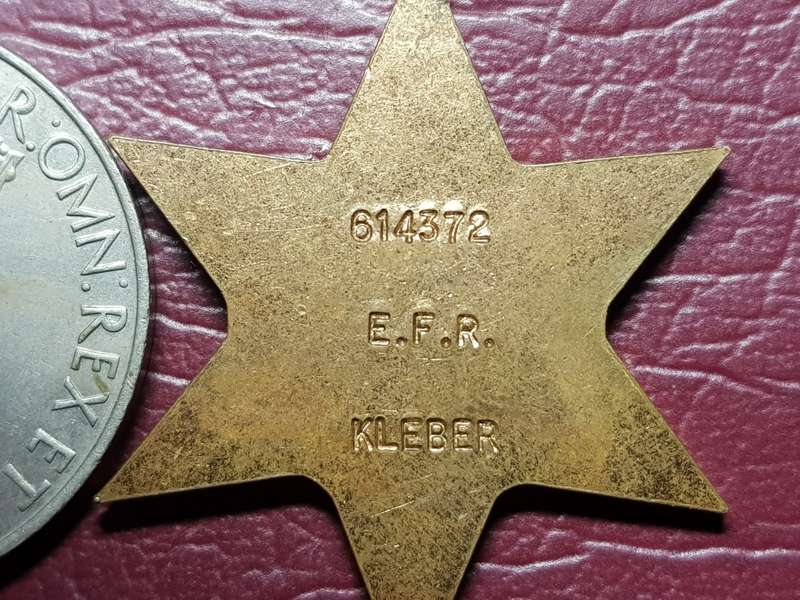 R:OMN:REX ET
614372
E.F.R.
KLEBER